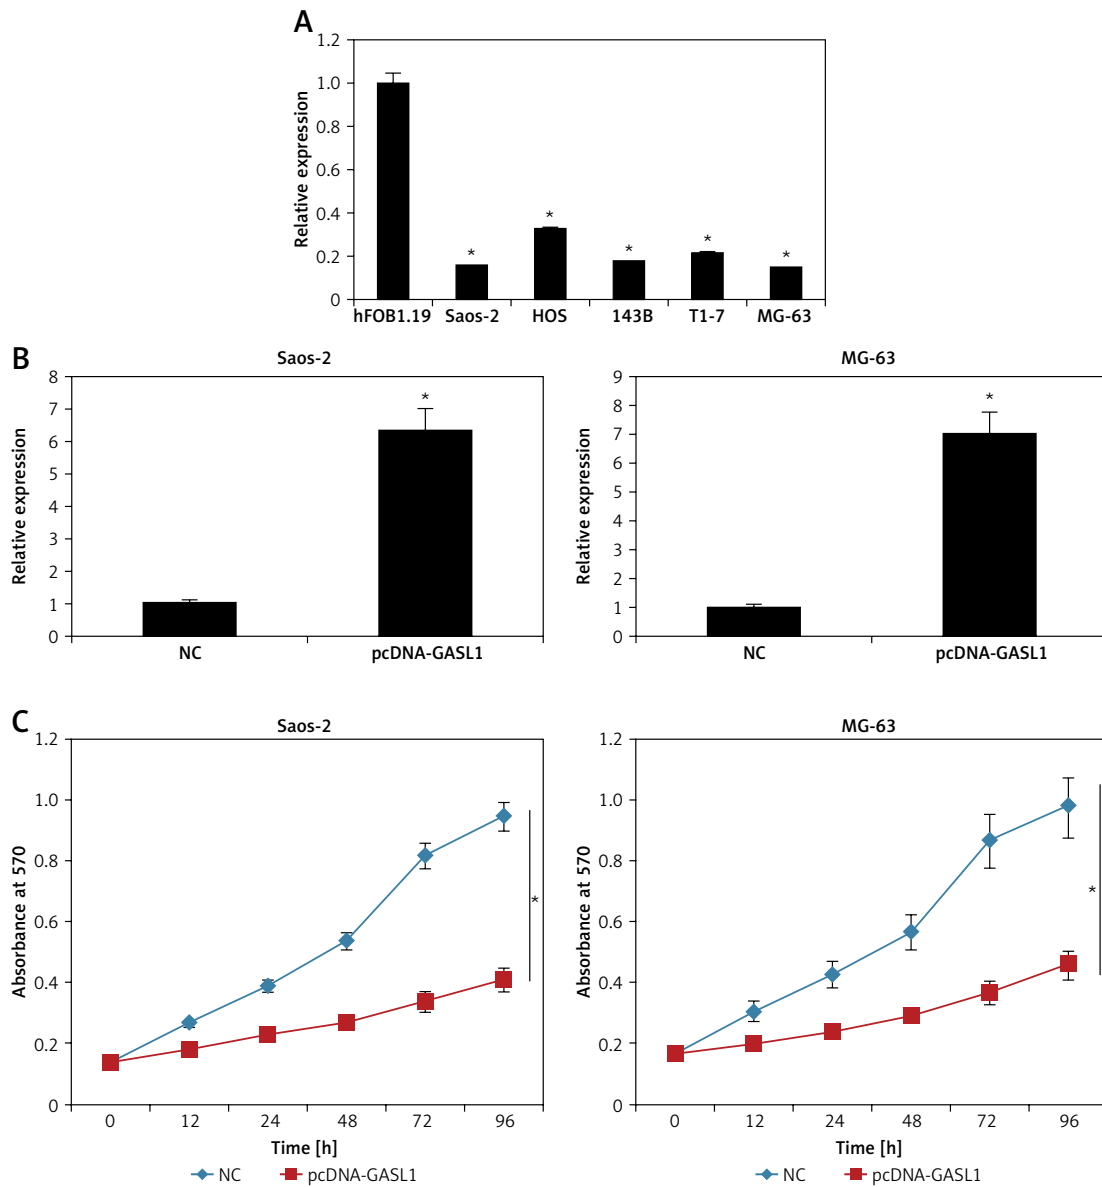 A
Relative expression
1.2
1.0
0.8
0.6
0.4
0.2
0
* * * * *
hFOB1.19 Saos-2 HOS 143B T1-7 MG-63
B
Saos-2
Relative expression
8
7
6
5
4
3
2
1
0
*
NC pcDNA-GASL1
MG-63
Relative expression
9
8
7
6
5
4
3
2
1
0
*
NC pcDNA-GASL1
C
Saos-2
Absorbance at 570
1.2
1.0
0.8
0.6
0.4
0.2
0
*
0 12 24 48 72 96
Time [h]
NC pcDNA-GASL1
MG-63
Absorbance at 570
1.2
1.0
0.8
0.6
0.4
0.2
0
*
0 12 24 48 72 96
Time [h]
NC pcDNA-GASL1